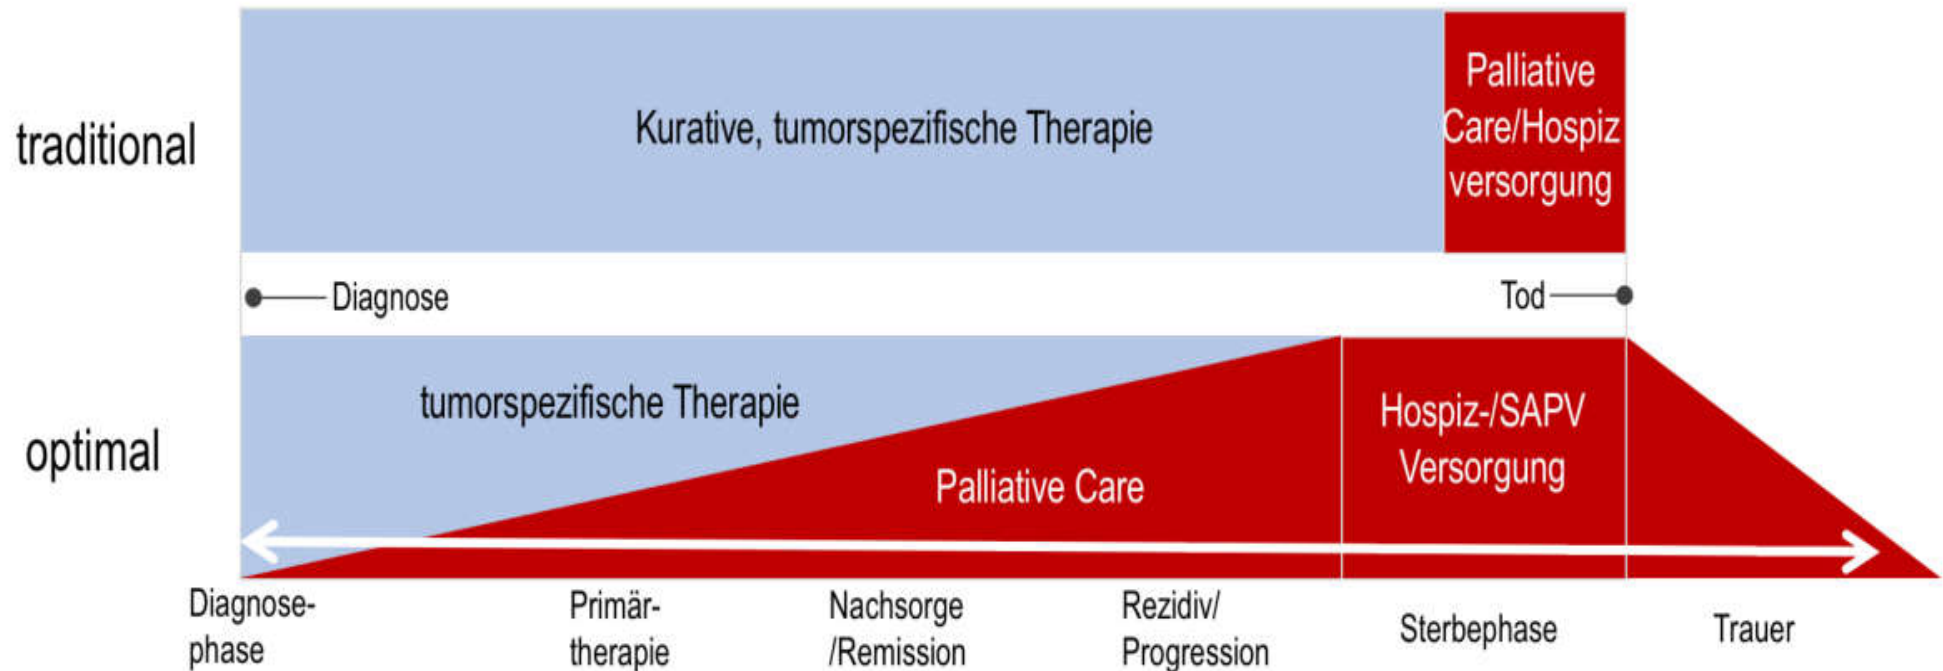 traditional
Kurative, tumorspezifische Therapie
Palliative
Care/Hospiz
versorgung
Diagnose
Tod
optimal
tumorspezifische Therapie
Palliative Care
Hospiz-/SAPV
Versorgung
Diagnose-
phase
Primär-
therapie
Nachsorge
/Remission
Rezidiv/
Progression
Sterbephase
Trauer